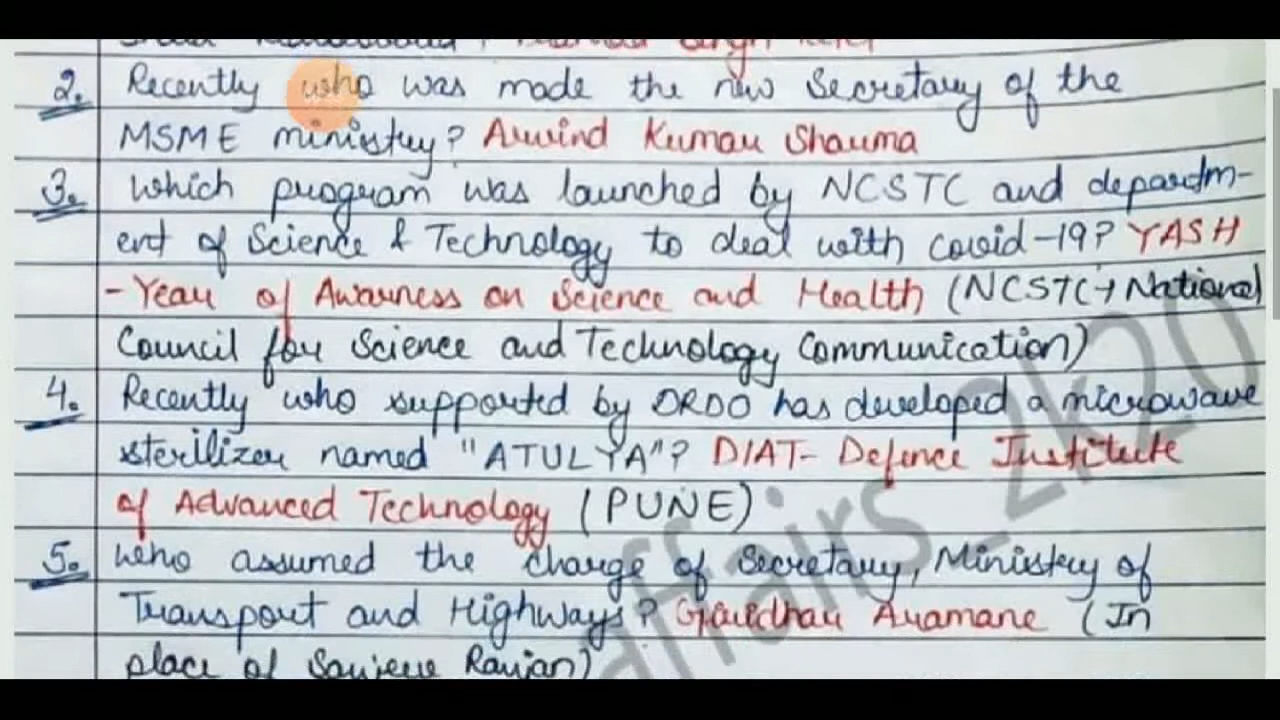 2. Recently who was made the new Secretary of the
MSME ministry? Arvind Kumar Sharma
3. Which program was launched by NCSTC and departm-
ent of Science & Technology to deal with covid-19? YASH
- Year of Awarness on Science and Health (NCSTC→National
Council for Science and Technology Communication)
4. Recently who supported by DRDO has developed a microwave
sterilizer named "ATULYA"? DIAT- Defence Institute
of Advanced Technology (PUNE)
5. Who assumed the charge of Secretary, Ministry of
Transport and Highways? Giridhar Aramane (In
place of Sanjeev Ranjan)
affairs_2k20